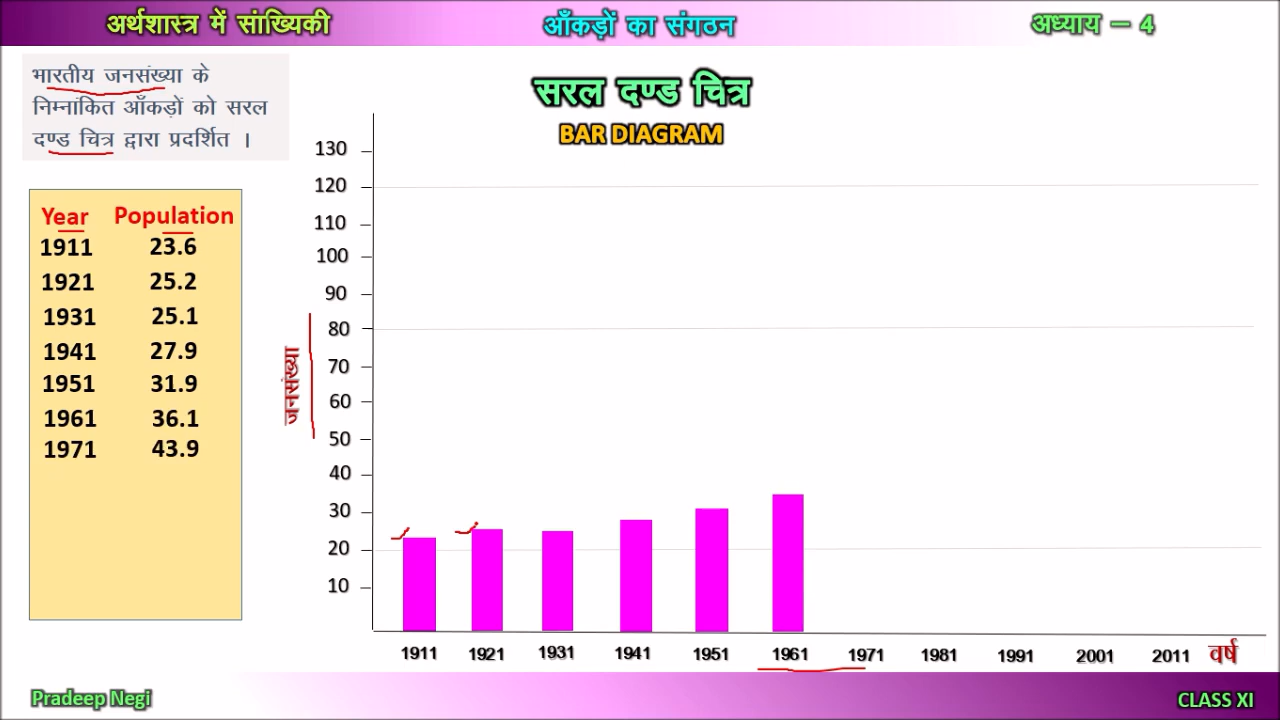 अर्थशास्त्र में सांख्यिकी आँकड़ों का संगठन अध्याय – 4
भारतीय जनसंख्या के
निम्नांकित आँकड़ों को सरल
दण्ड चित्र द्वारा प्रदर्शित ।
सरल दण्ड चित्र
BAR DIAGRAM
Year Population
1911 23.6
1921 25.2
1931 25.1
1941 27.9
1951 31.9
1961 36.1
1971 43.9
जनसंख्या
130
120
110
100
90
80
70
60
50
40
30
20
10
1911 1921 1931 1941 1951 1961 1971 1981 1991 2001 2011 वर्ष
Pradeep Negi CLASS XI